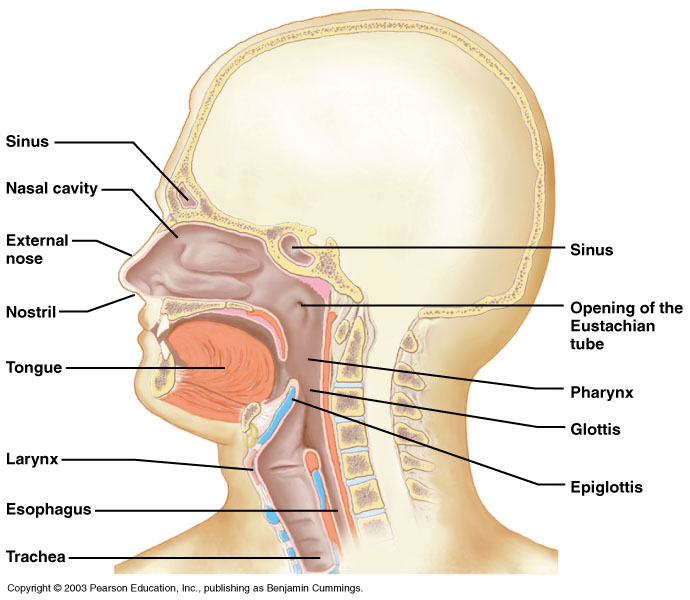 Sinus
Nasal cavity
External
nose
Nostril
Tongue
Larynx
Esophagus
Trachea
Sinus
Opening of the
Eustachian
tube
Pharynx
Glottis
Epiglottis
Copyright © 2003 Pearson Education, Inc., publishing as Benjamin Cummings.